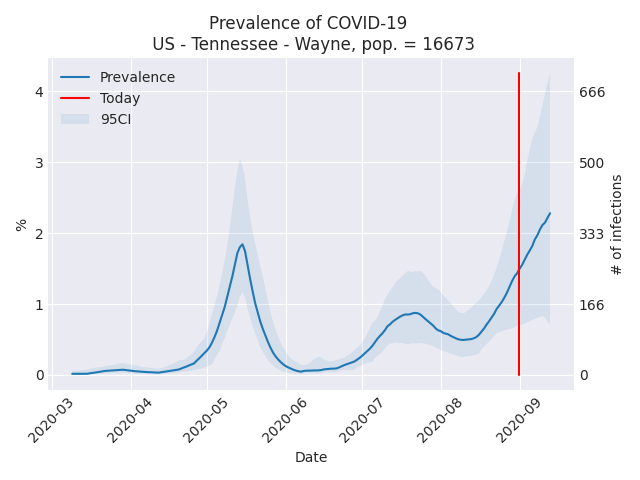 Prevalence of COVID-19
US - Tennessee - Wayne, pop. = 16673
Prevalence
Today
95CI
4
3
2
1
0
%
666
500
333
166
0
# of infections
2020-03
2020-04
2020-05
2020-06
2020-07
2020-08
2020-09
Date